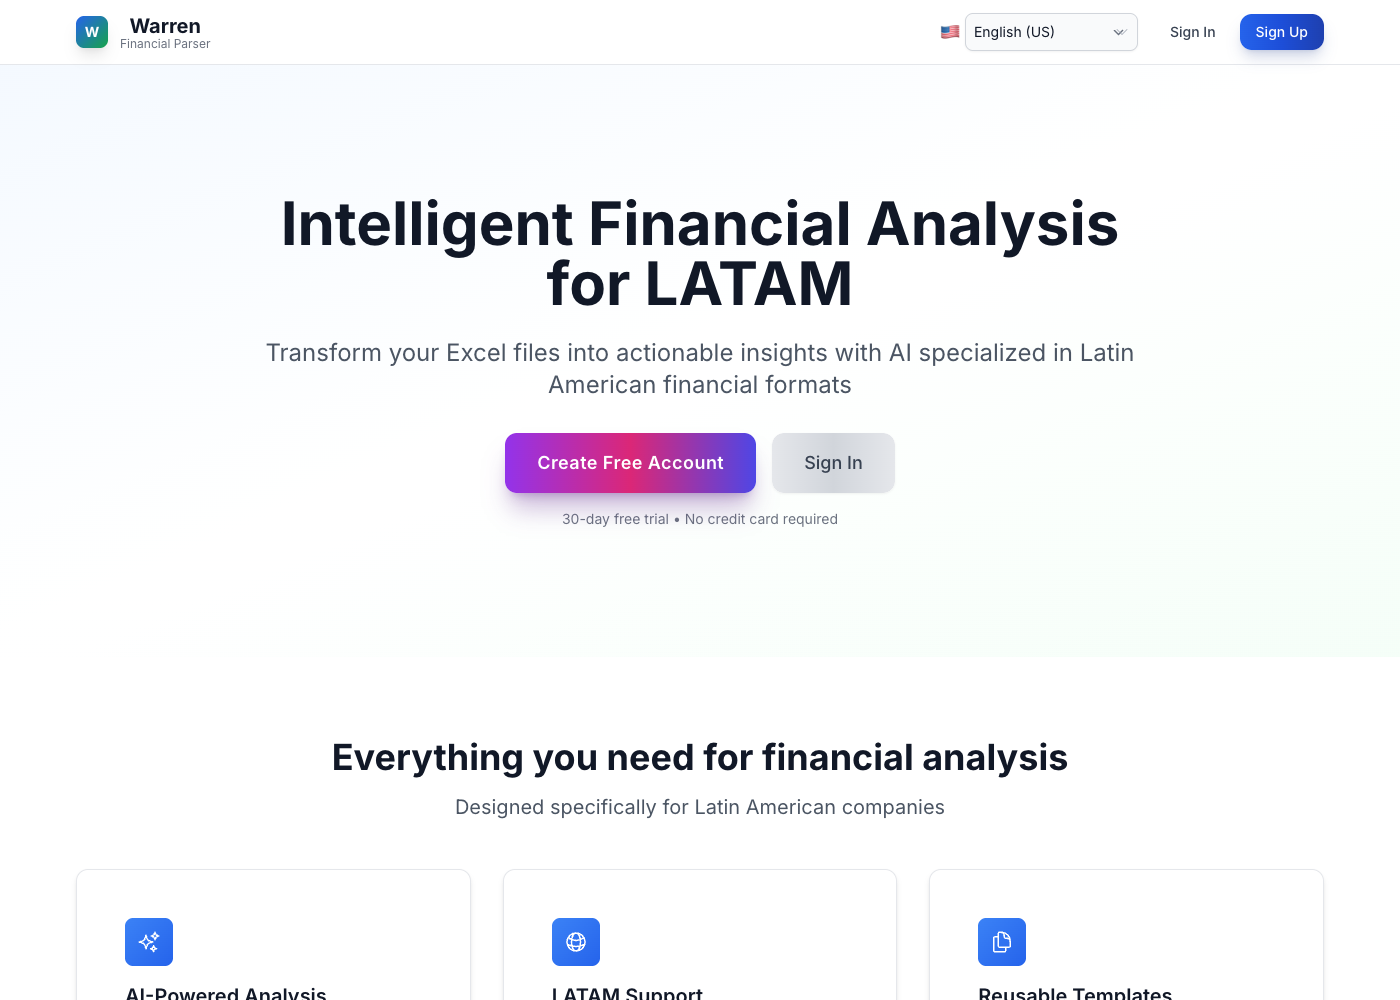 W
Warren
Financial Parser
English (US)
Sign In
Sign Up
Intelligent Financial Analysis
for LATAM
Transform your Excel files into actionable insights with AI specialized in Latin
American financial formats
Create Free Account
Sign In
30-day free trial • No credit card required
Everything you need for financial analysis
Designed specifically for Latin American companies
AI-Powered Analysis
LATAM Support
Reusable Templates